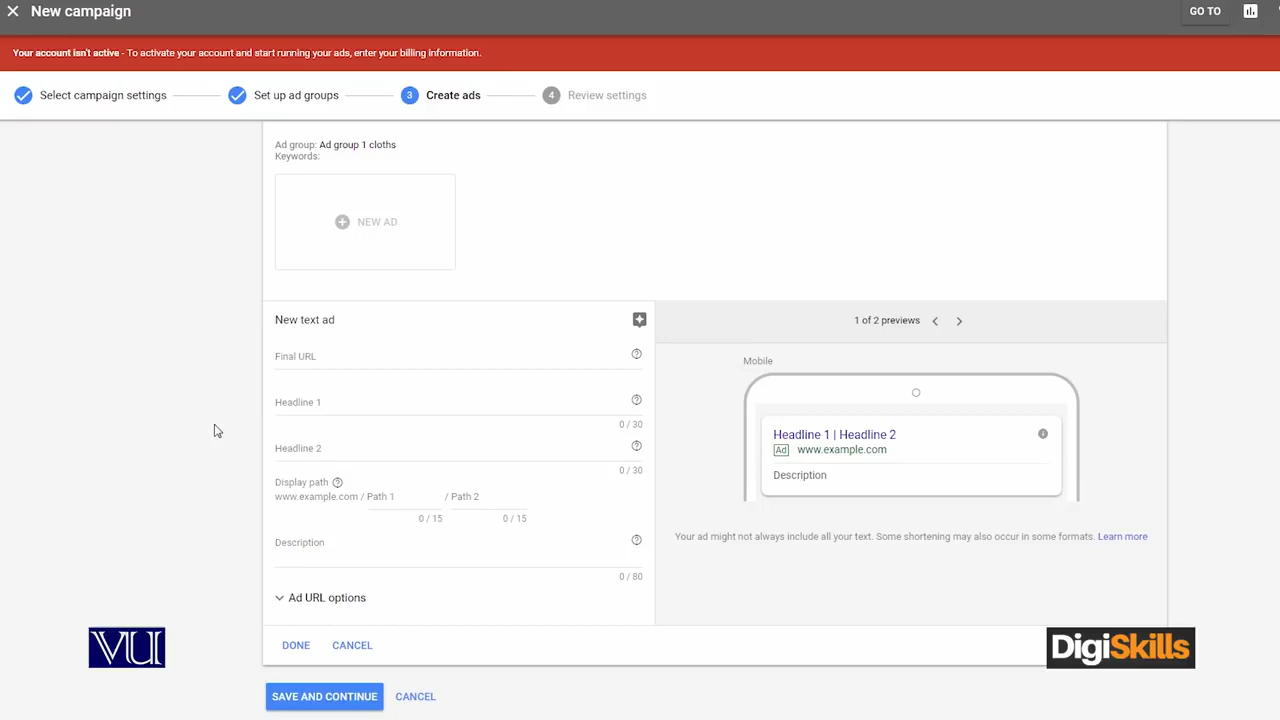 New campaign
GO TO
Your account isn't active - To activate your account and start running your ads, enter your billing information.
Select campaign settings
Set up ad groups
3 Create ads
4 Review settings
Ad group: Ad group 1 cloths
Keywords:
NEW AD
New text ad
1 of 2 previews
Final URL
Headline 1
0 / 30
Headline 2
0 / 30
Display path
www.example.com / Path 1 / Path 2
0 / 15 0 / 15
Description
0 / 80
Ad URL options
Mobile
Headline 1 | Headline 2
Ad www.example.com
Description
Your ad might not always include all your text. Some shortening may also occur in some formats. Learn more
DONE CANCEL
SAVE AND CONTINUE CANCEL
VU
DigiSkills